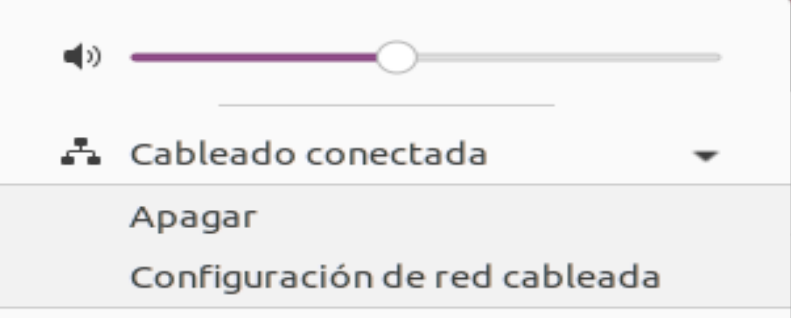 Cableado conectada
Apagar
Configuración de red cableada